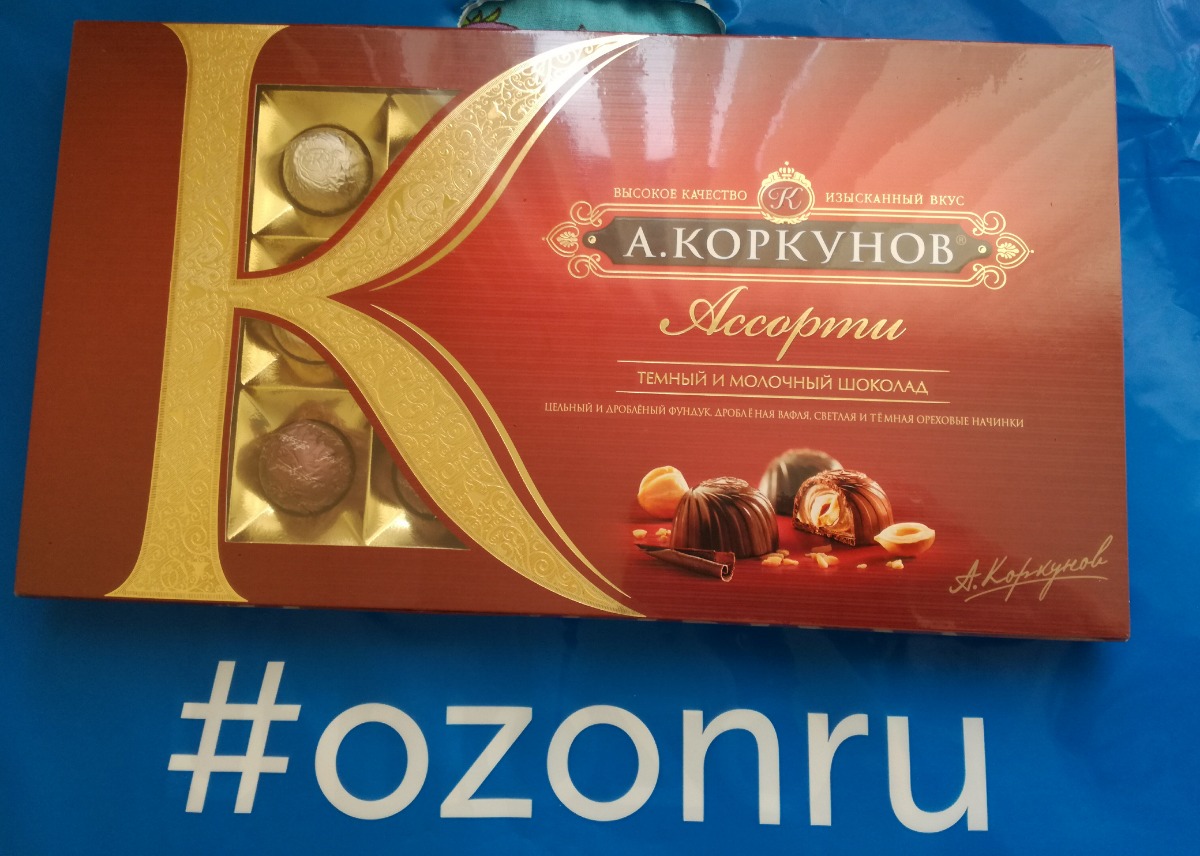 К
ВЫСОКОЕ КАЧЕСТВО К ИЗЫСКАННЫЙ ВКУС
А.КОРКУНОВ®
Ассорти
ТЕМНЫЙ И МОЛОЧНЫЙ ШОКОЛАД
ЦЕЛЬНЫЙ И ДРОБЛЁНЫЙ ФУНДУК, ДРОБЛЁНАЯ ВАФЛЯ, СВЕТЛАЯ И ТЁМНАЯ ОРЕХОВЫЕ НАЧИНКИ
А.Коркунов
#ozonru